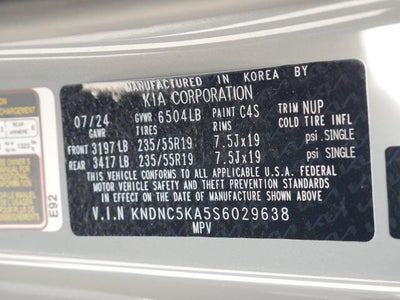 MANUFACTURED IN KOREA BY
KIA CORPORATION
07/24 GVWR 6504LB PAINT C4S TRIM NUP
GAWR TIRES RIMS COLD TIRE INFL
FRONT 3197LB 235/55R19 7.5Jx19 psi.SINGLE
REAR 3417LB 235/55R19 7.5Jx19 psi.SINGLE
THIS VEHICLE CONFORMS TO ALL APPLICABLE U.S.A. FEDERAL
MOTOR VEHICLE SAFETY AND THEFT PREVENTION STANDARDS
IN EFFECT ON THE DATE OF MANUFACTURE SHOWN ABOVE.
V.I.N KNDNC5KA5S6029638
MPV
E92